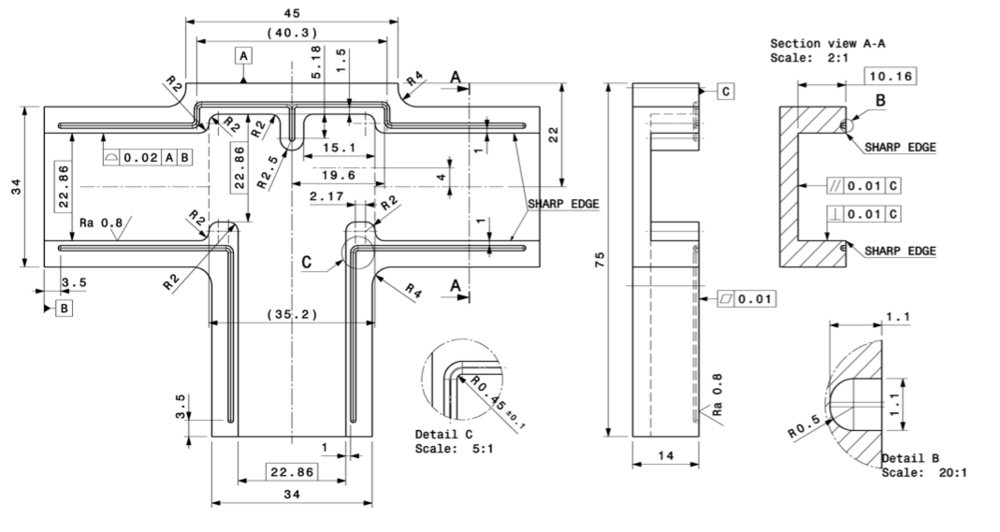 45
(40.3)
A
5.18
1.5
R2
R4
A
22
R2
R2
34
⌓ 0.02 A B
22.86
22.86
R2.5
15.1
1
4
19.6
2.17
R2
SHARP EDGE
Ra 0.8
R2
1
C
R2
3.5
B
A
R4
(35.2)
3.5
1
22.86
34
R0.45 ±0.1
Detail C
Scale: 5:1
C
75
⏥ 0.01
Ra 0.8
14
Section view A-A
Scale: 2:1
10.16
B
SHARP EDGE
// 0.01 C
⊥ 0.01 C
SHARP EDGE
1.1
1.1
R0.5
Detail B
Scale: 20:1